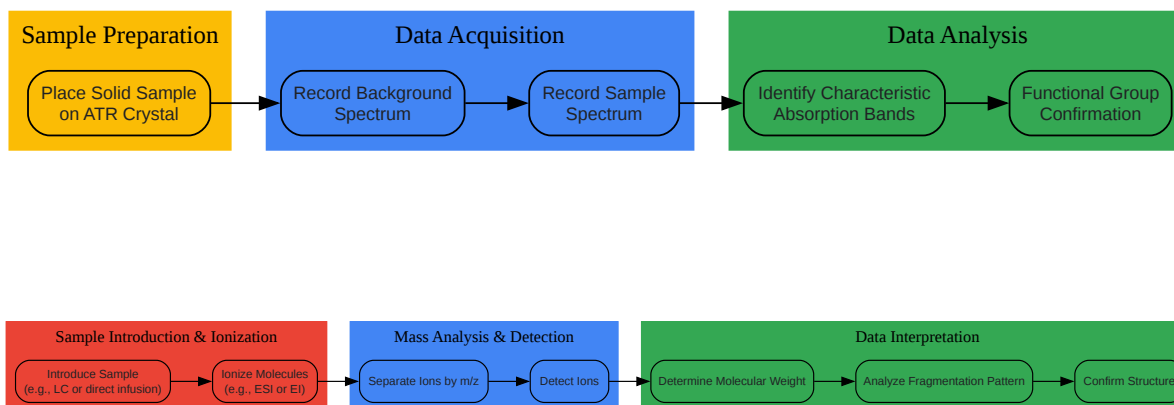 Sample Preparation
Data Acquisition
Data Analysis
Place Solid Sample
on ATR Crystal
Record Background
Spectrum
Record Sample
Spectrum
Identify Characteristic
Absorption Bands
Functional Group
Confirmation
Sample Introduction & Ionization
Mass Analysis & Detection
Data Interpretation
Introduce Sample
(e.g., LC or direct infusion)
Ionize Molecules
(e.g., ESI or EI)
Separate Ions by m/z
Detect Ions
Determine Molecular Weight
Analyze Fragmentation Pattern
Confirm Structure